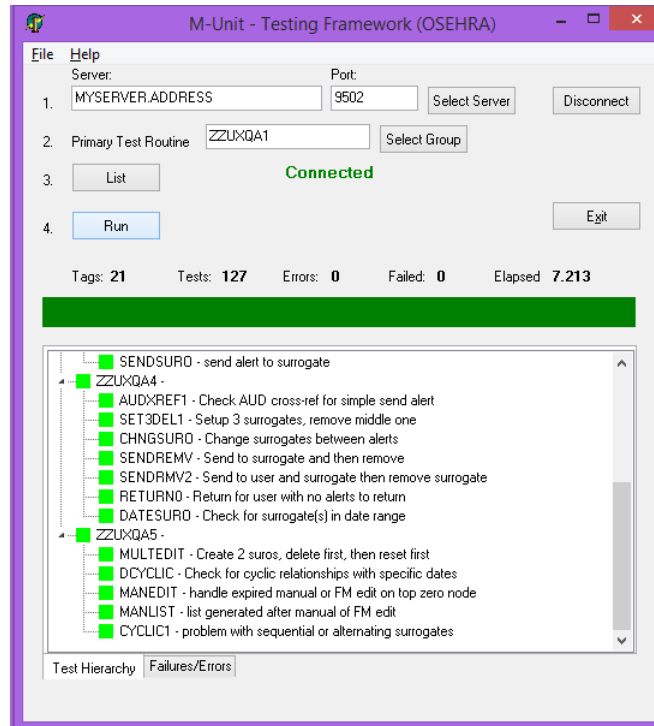 M-Unit - Testing Framework (OSEHRA)
File Help
Server: Port:
1. MYSERVER.ADDRESS 9502 Select Server Disconnect
2. Primary Test Routine ZZUXQA1 Select Group
3. List Connected
4. Run Exit
Tags: 21 Tests: 127 Errors: 0 Failed: 0 Elapsed 7.213
SENDSURO - send alert to surrogate
ZZUXQA4 -
AUDXREF1 - Check AUD cross-ref for simple send alert
SET3DEL1 - Setup 3 surrogates, remove middle one
CHNGSURO - Change surrogates between alerts
SENDREMV - Send to surrogate and then remove
SENDRMV2 - Send to user and surrogate then remove surrogate
RETURN0 - Return for user with no alerts to return
DATESURO - Check for surrogate(s) in date range
ZZUXQA5 -
MULTEDIT - Create 2 suros, delete first, then reset first
DCYCLIC - Check for cyclic relationships with specific dates
MANEDIT - handle expired manual or FM edit on top zero node
MANLIST - list generated after manual of FM edit
CYCLIC1 - problem with sequential or alternating surrogates
Test Hierarchy Failures/Errors